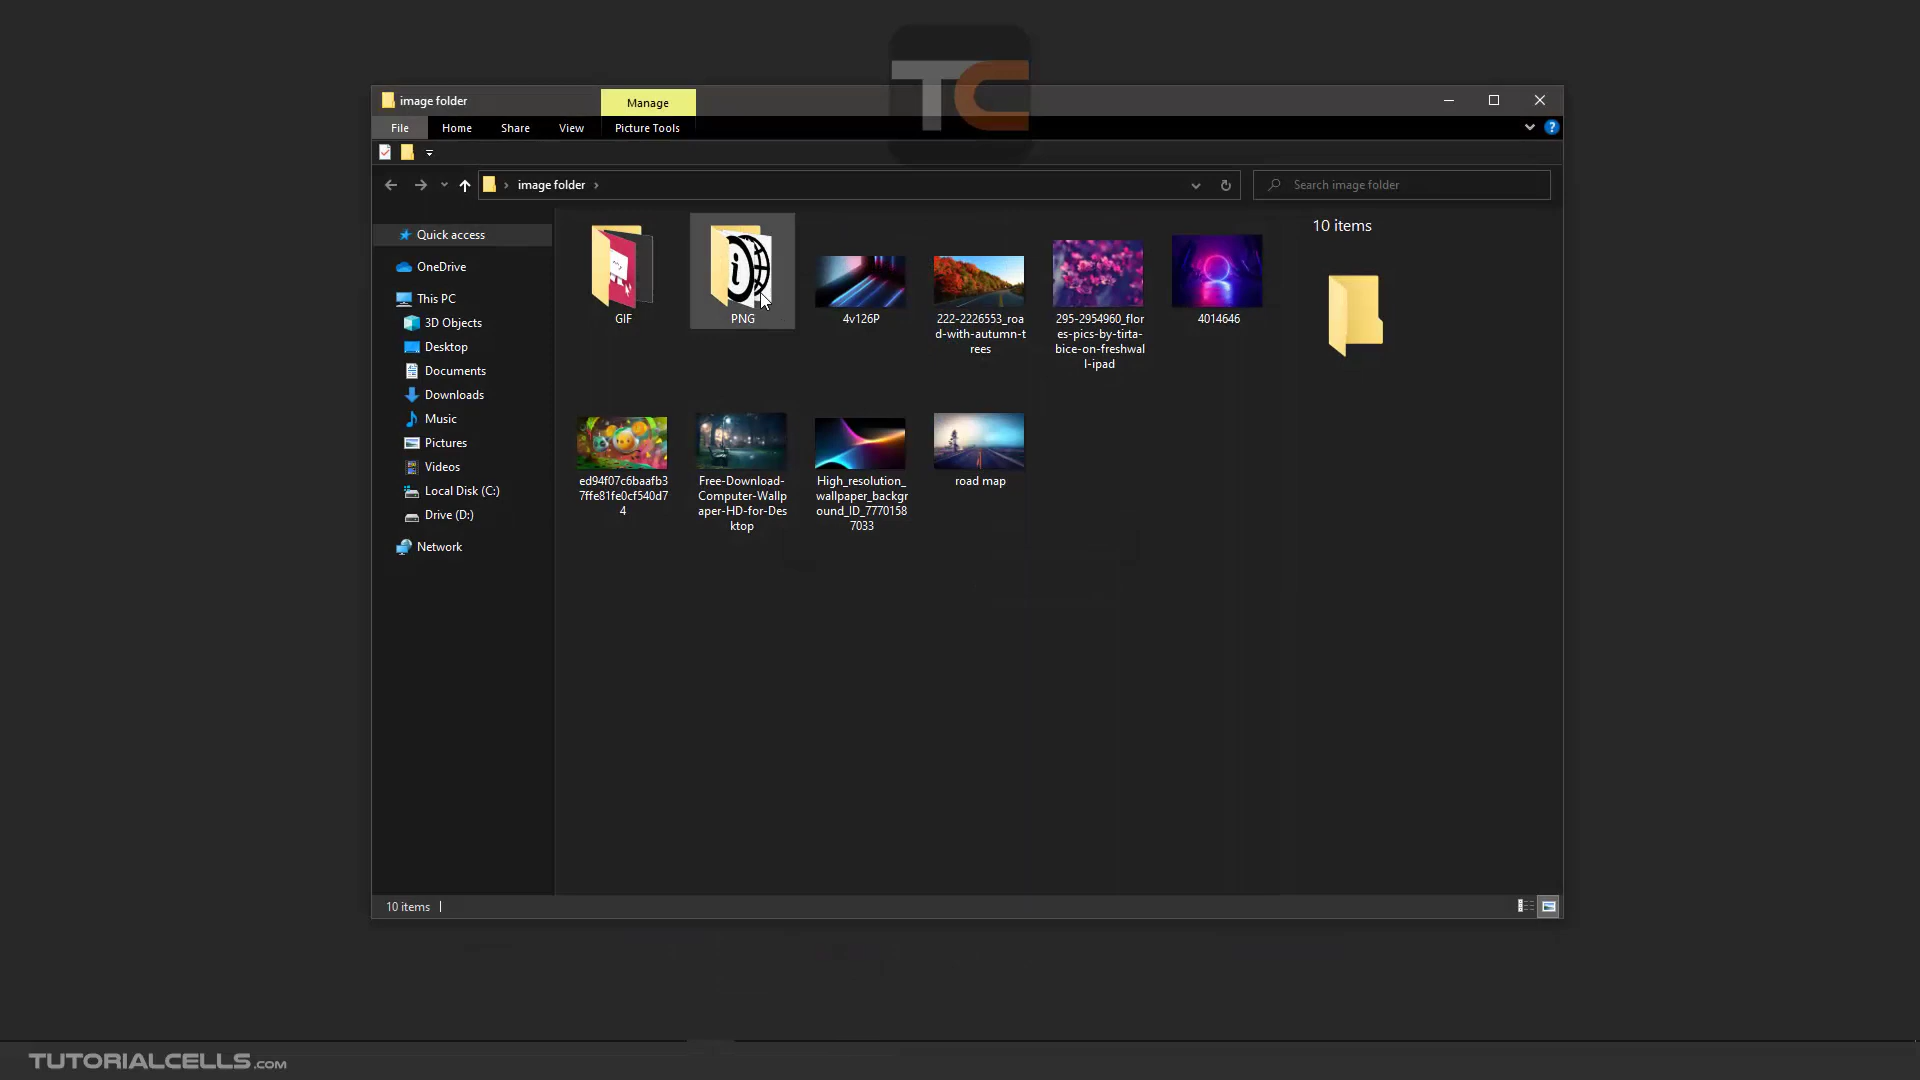 TC
image folder
Manage
File
Home
Share
View
Picture Tools
?
image folder
Search image folder
Quick access
OneDrive
This PC
3D Objects
Desktop
Documents
Downloads
Music
Pictures
Videos
Local Disk (C:)
Drive (D:)
Network
GIF
PNG
4v126P
222-2226553_roa
d-with-autumn-t
rees
295-2954960_flor
es-pics-by-tirta-
bice-on-freshwal
l-ipad
4014646
ed94f07c6baafb3
7ffe81fe0cf540d7
4
Free-Download-
Computer-Wallp
aper-HD-for-Des
ktop
High_resolution_
wallpaper_backgr
ound_ID_7770158
7033
road map
10 items
10 items
TUTORIALCELLS.COM